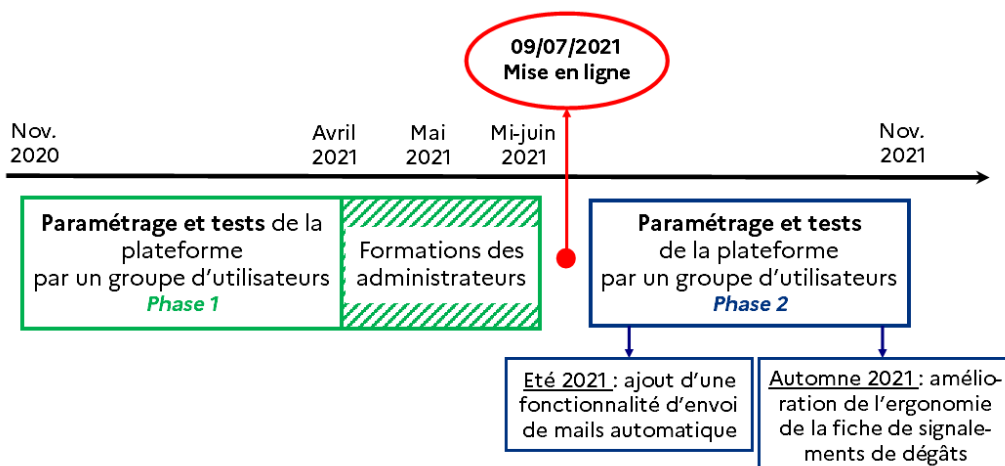 09/07/2021
Mise en ligne
Nov.
2020
Avril
2021
Mai
2021
Mi-juin
2021
Nov.
2021
Paramétrage et tests de la
plateforme
par un groupe d’utilisateurs
Phase 1
Formations des
administrateurs
Paramétrage et tests
de la plateforme
par un groupe d’utilisateurs
Phase 2
Eté 2021 : ajout d’une
fonctionnalité d’envoi
de mails automatique
Automne 2021 : amélio-
ration de l’ergonomie
de la fiche de signale-
ments de dégâts